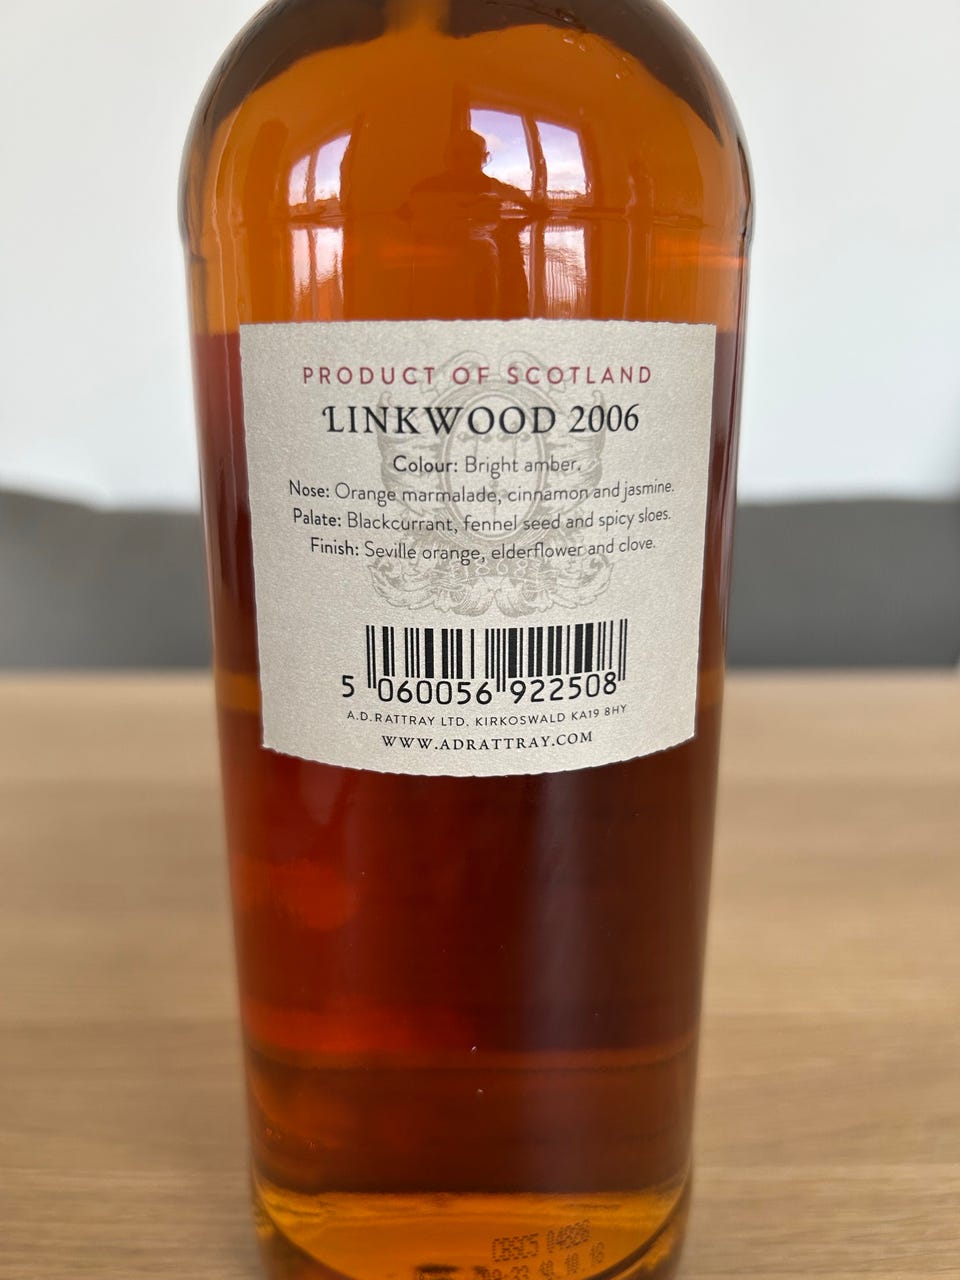 PRODUCT OF SCOTLAND
LINKWOOD 2006
Colour: Bright amber.
Nose: Orange marmalade, cinnamon and jasmine.
Palate: Blackcurrant, fennel seed and spicy sloes.
Finish: Seville orange, elderflower and clove.
1868
5 060056 922508
A.D.RATTRAY LTD. KIRKOSWALD KA19 8HY
WWW.ADRATTRAY.COM